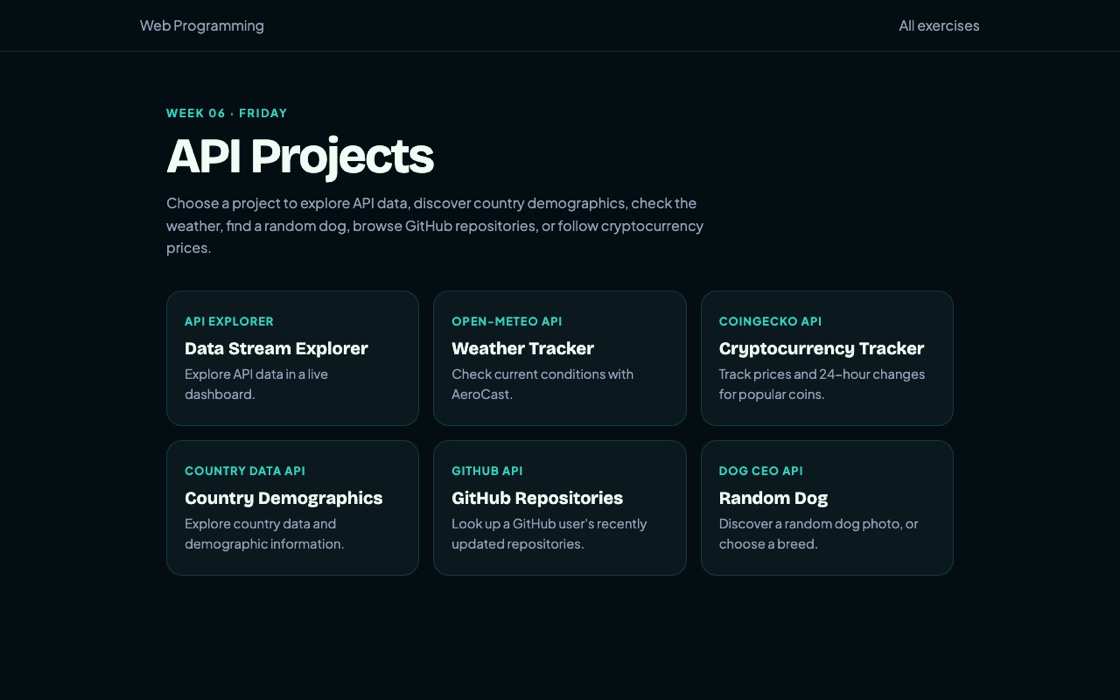 Web Programming
All exercises
WEEK 06 · FRIDAY
API Projects
Choose a project to explore API data, discover country demographics, check the
weather, find a random dog, browse GitHub repositories, or follow cryptocurrency
prices.
API EXPLORER
Data Stream Explorer
Explore API data in a live
dashboard.
OPEN-METEO API
Weather Tracker
Check current conditions with
AeroCast.
COINGECKO API
Cryptocurrency Tracker
Track prices and 24-hour changes
for popular coins.
COUNTRY DATA API
Country Demographics
Explore country data and
demographic information.
GITHUB API
GitHub Repositories
Look up a GitHub user's recently
updated repositories.
DOG CEO API
Random Dog
Discover a random dog photo, or
choose a breed.